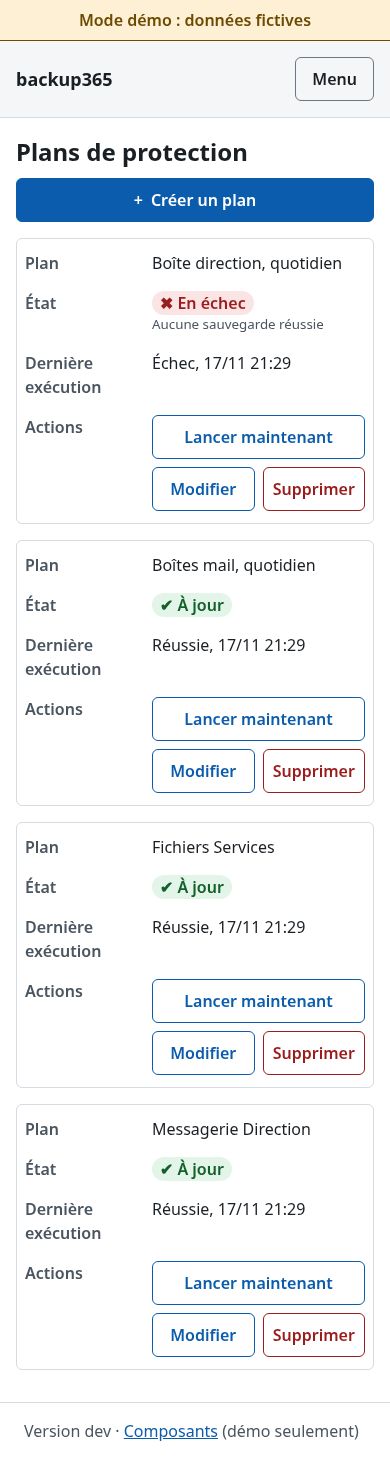 Mode démo : données fictives
backup365
Menu
Plans de protection
+ Créer un plan
Plan
Boîte direction, quotidien
État
✖ En échec
Aucune sauvegarde réussie
Dernière exécution
Échec, 17/11 21:29
Actions
Lancer maintenant
Modifier
Supprimer
Plan
Boîtes mail, quotidien
État
✔ À jour
Dernière exécution
Réussie, 17/11 21:29
Actions
Lancer maintenant
Modifier
Supprimer
Plan
Fichiers Services
État
✔ À jour
Dernière exécution
Réussie, 17/11 21:29
Actions
Lancer maintenant
Modifier
Supprimer
Plan
Messagerie Direction
État
✔ À jour
Dernière exécution
Réussie, 17/11 21:29
Actions
Lancer maintenant
Modifier
Supprimer
Version dev · Composants (démo seulement)